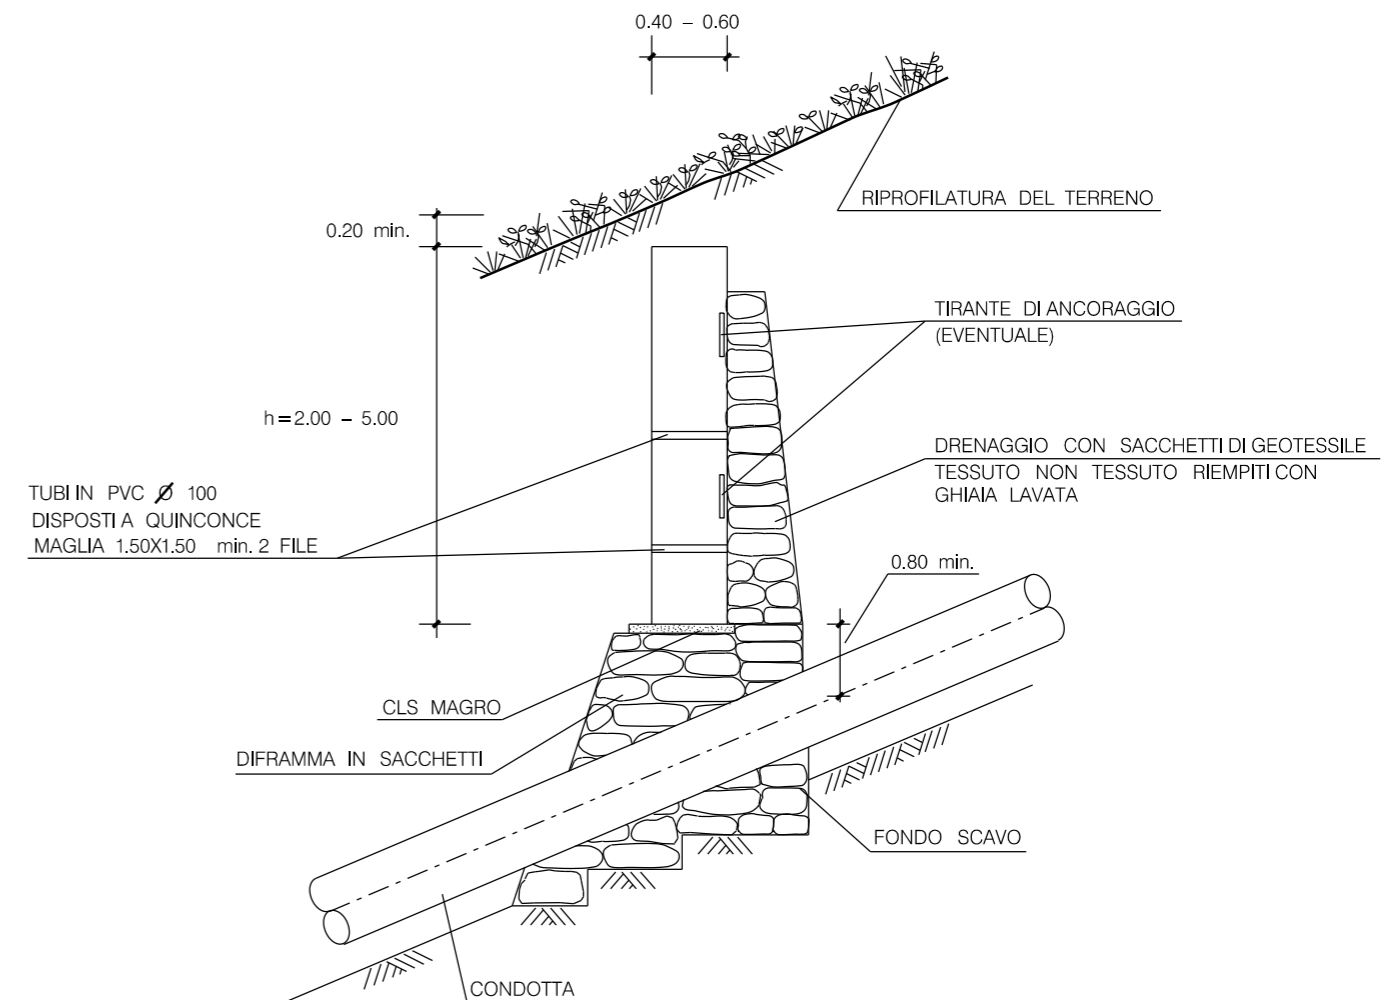 0.40 – 0.60
RIPROFILATURA DEL TERRENO
0.20 min.
TIRANTE DI ANCORAGGIO
(EVENTUALE)
h=2.00 – 5.00
DRENAGGIO CON SACCHETTI DI GEOTESSILE
TESSUTO NON TESSUTO RIEMPITI CON
GHIAIA LAVATA
TUBI IN PVC Ø 100
DISPOSTI A QUINCONCE
MAGLIA 1.50X1.50 min. 2 FILE
0.80 min.
CLS MAGRO
DIFRAMMA IN SACCHETTI
FONDO SCAVO
CONDOTTA